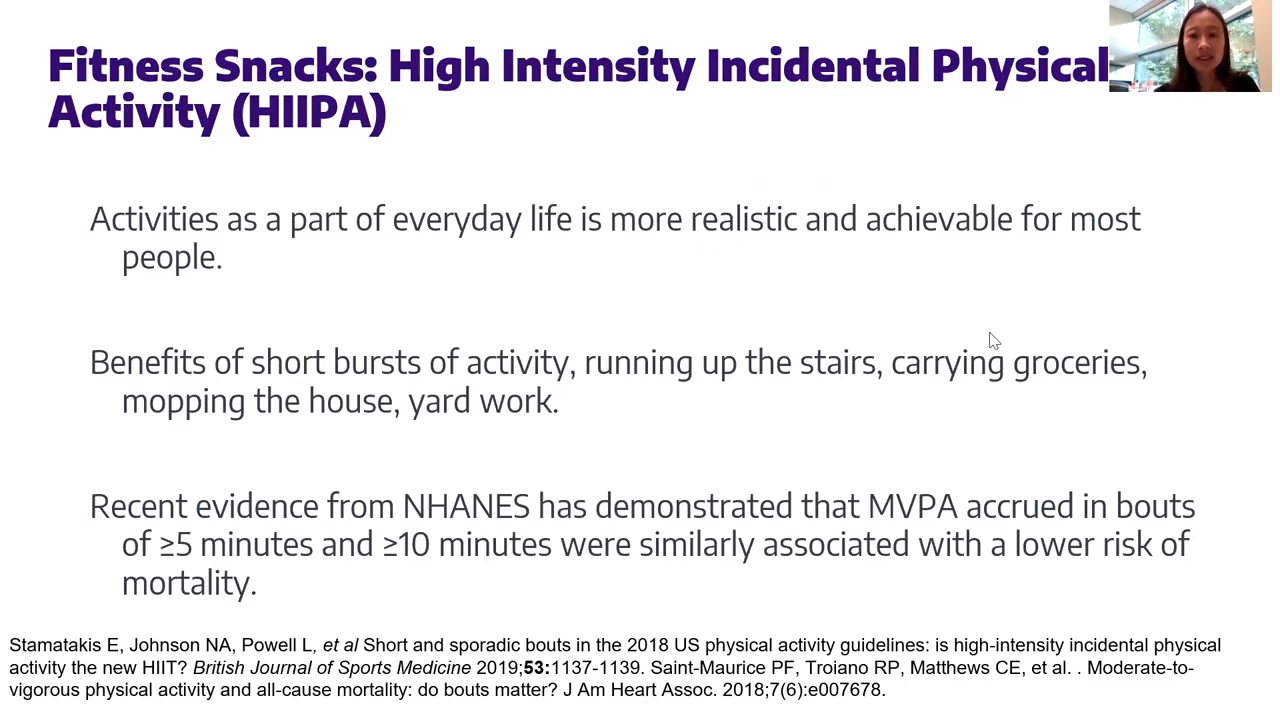 Fitness Snacks: High Intensity Incidental Physical
Activity (HIIPA)
Activities as a part of everyday life is more realistic and achievable for most
people.
Benefits of short bursts of activity, running up the stairs, carrying groceries,
mopping the house, yard work.
Recent evidence from NHANES has demonstrated that MVPA accrued in bouts
of ≥5 minutes and ≥10 minutes were similarly associated with a lower risk of
mortality.
Stamatakis E, Johnson NA, Powell L, et al Short and sporadic bouts in the 2018 US physical activity guidelines: is high-intensity incidental physical
activity the new HIIT? British Journal of Sports Medicine 2019;53:1137-1139. Saint-Maurice PF, Troiano RP, Matthews CE, et al. . Moderate-to-
vigorous physical activity and all-cause mortality: do bouts matter? J Am Heart Assoc. 2018;7(6):e007678.